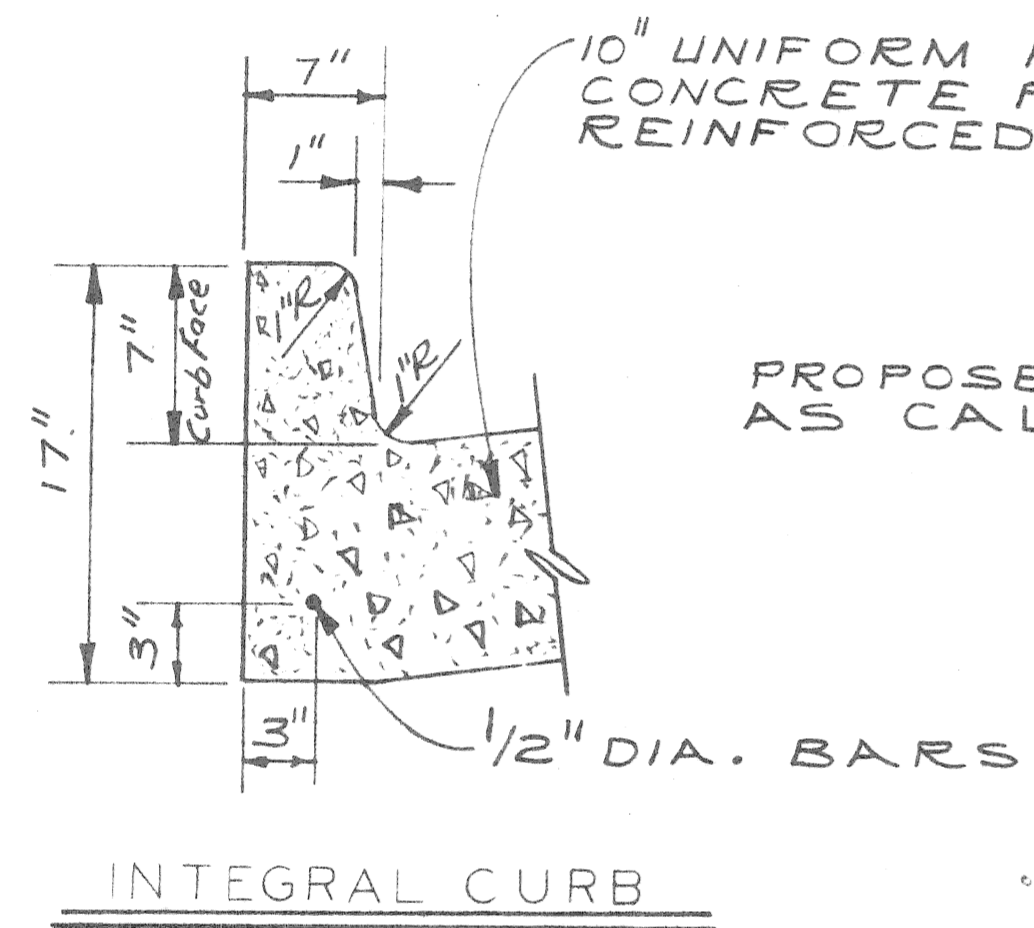 7"
10" UNIFORM
CONCRETE
REINFORCED
1"
1"R
7"
Curb Face
1"R
17"
PROPOSE
AS CAL
3"
3"
1/2" DIA. BARS
INTEGRAL CURB